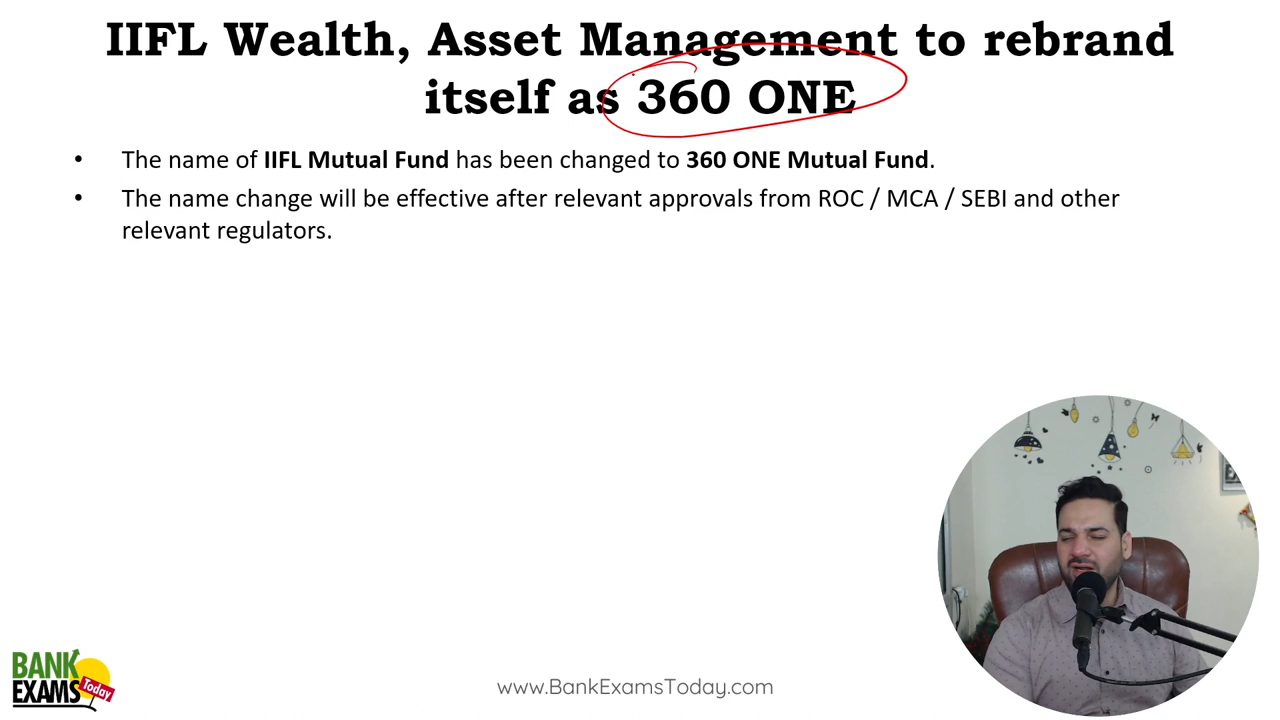 IIFL Wealth, Asset Management to rebrand
itself as 360 ONE
• The name of IIFL Mutual Fund has been changed to 360 ONE Mutual Fund.
• The name change will be effective after relevant approvals from ROC / MCA / SEBI and other
relevant regulators.
BANK
EXAMS
Today
www.BankExamsToday.com